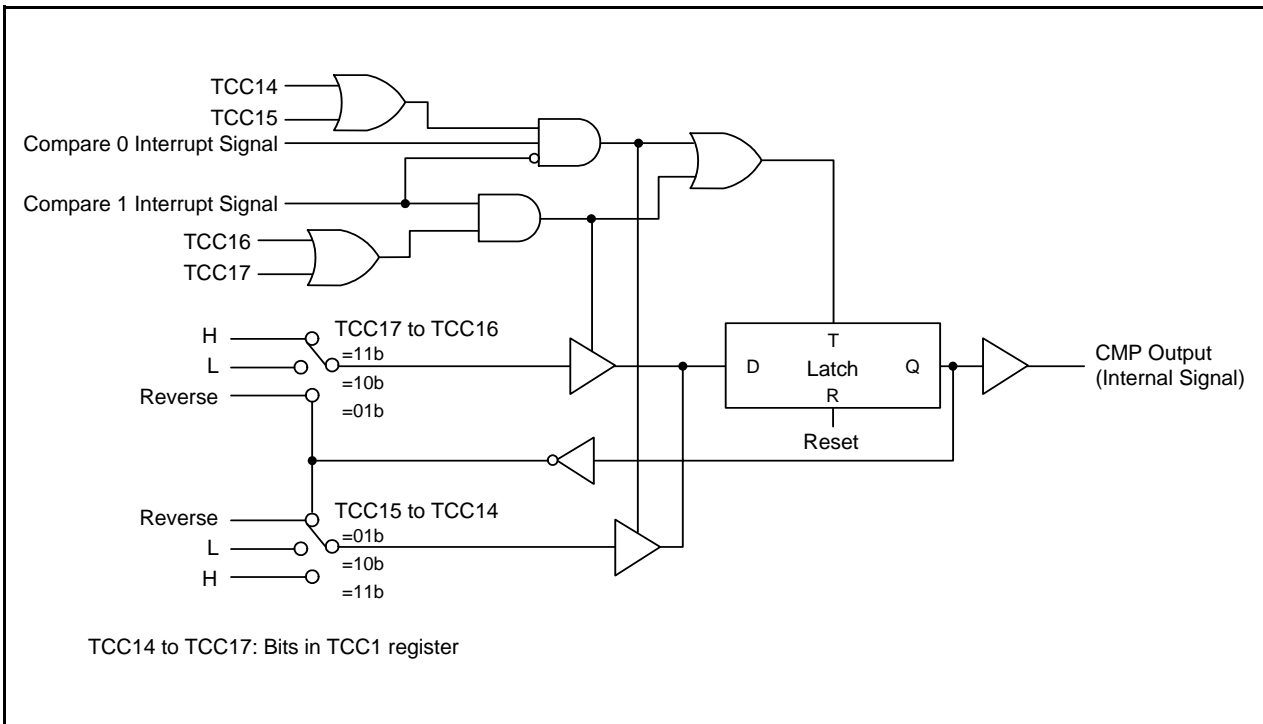 TCC14
TCC15
Compare 0 Interrupt Signal
Compare 1 Interrupt Signal
TCC16
TCC17
H
TCC17 to TCC16
=11b
L
=10b
Reverse
=01b
T
D
Latch
Q
R
Reset
CMP Output
(Internal Signal)
Reverse
TCC15 to TCC14
=01b
L
=10b
H
=11b
TCC14 to TCC17: Bits in TCC1 register